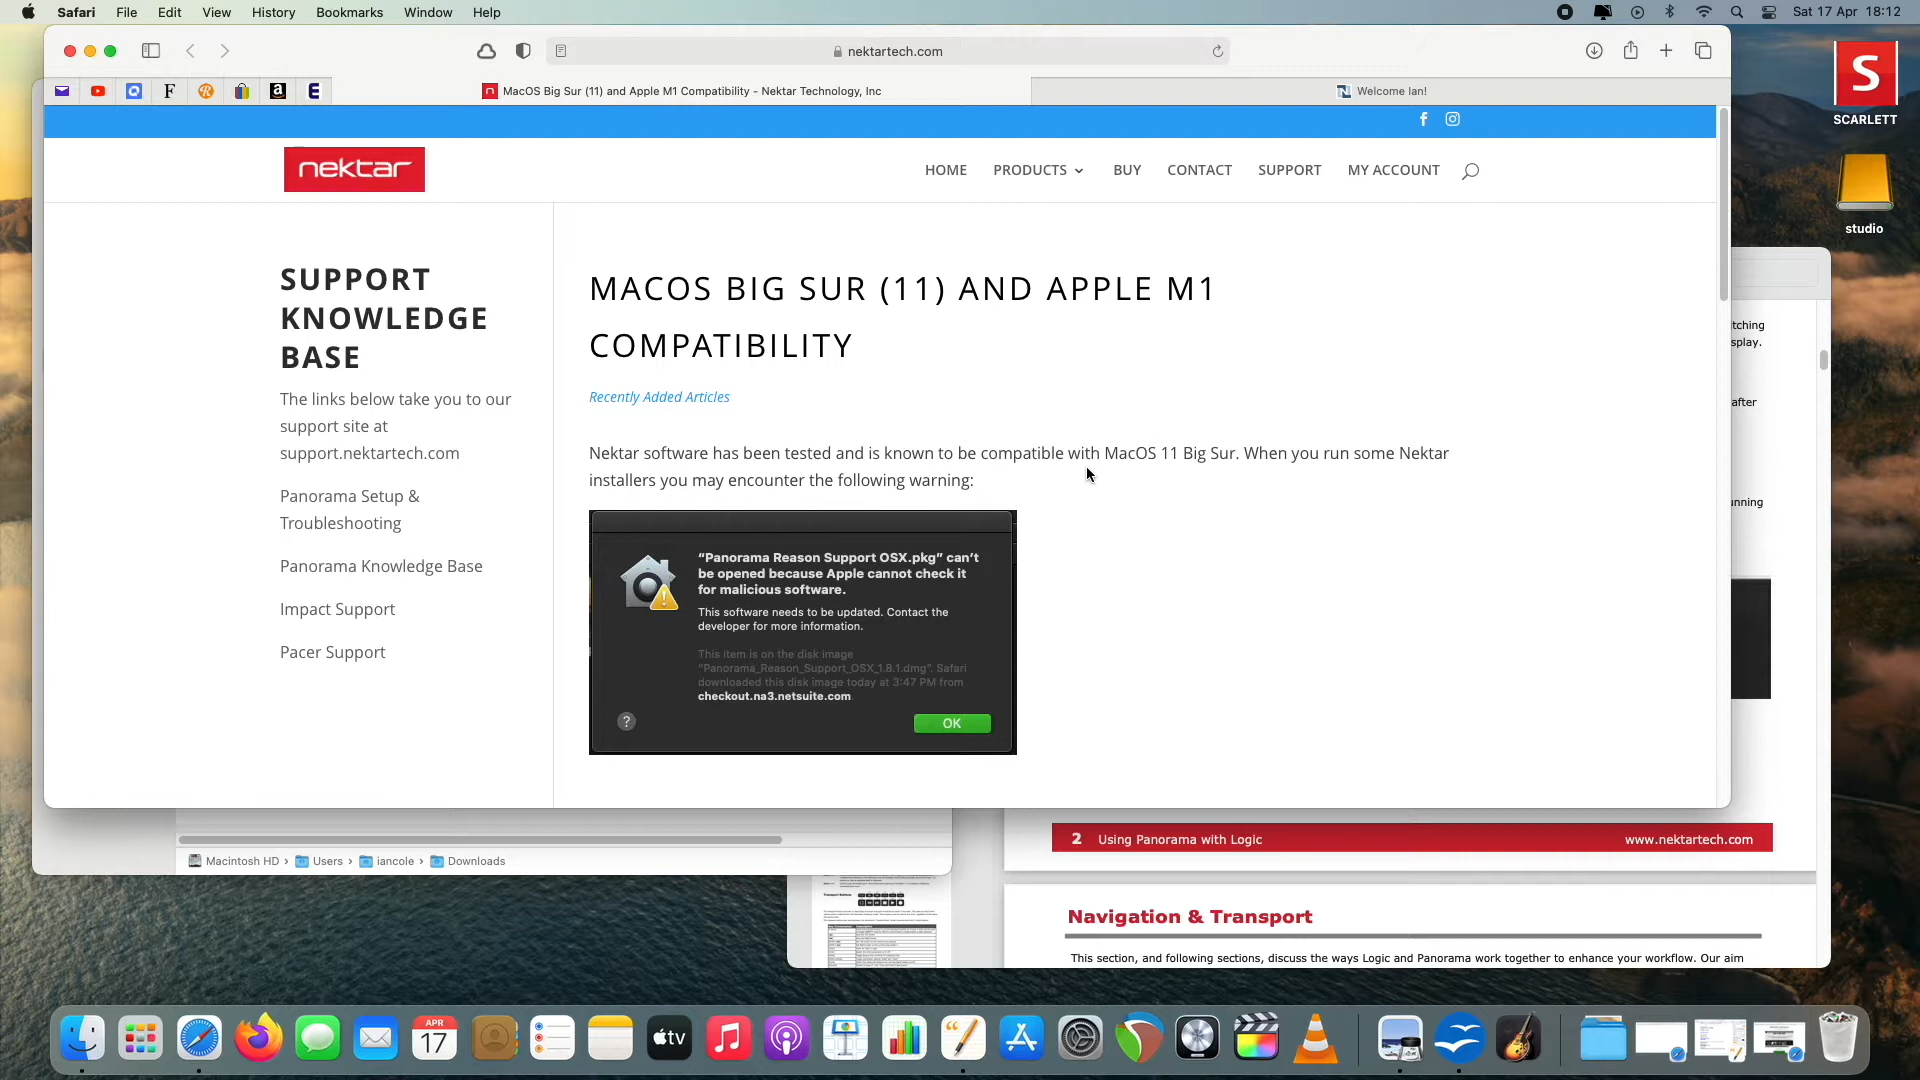 Safari File Edit View History Bookmarks Window Help
Sat 17 Apr 18:12
nektartech.com
MacOS Big Sur (11) and Apple M1 Compatibility - Nektar Technology, Inc
Welcome Ian!
nektar
HOME PRODUCTS BUY CONTACT SUPPORT MY ACCOUNT
SUPPORT
KNOWLEDGE
BASE
The links below take you to our
support site at
support.nektartech.com
Panorama Setup &
Troubleshooting
Panorama Knowledge Base
Impact Support
Pacer Support
MACOS BIG SUR (11) AND APPLE M1
COMPATIBILITY
Recently Added Articles
Nektar software has been tested and is known to be compatible with MacOS 11 Big Sur. When you run some Nektar
installers you may encounter the following warning:
“Panorama Reason Support OSX.pkg” can’t
be opened because Apple cannot check it
for malicious software.
This software needs to be updated. Contact the
developer for more information.
This item is on the disk image
“Panorama_Reason_Support_OSX_1.8.1.dmg”. Safari
downloaded this disk image today at 3:47 PM from
checkout.na3.netsuite.com
?
OK
S
SCARLETT
studio
tching
splay.
after
unning
Macintosh HD › Users › iancole › Downloads
2 Using Panorama with Logic www.nektartech.com
Transport Buttons
Navigation & Transport
This section, and following sections, discuss the ways Logic and Panorama work together to enhance your workflow. Our aim
APR
17
tv